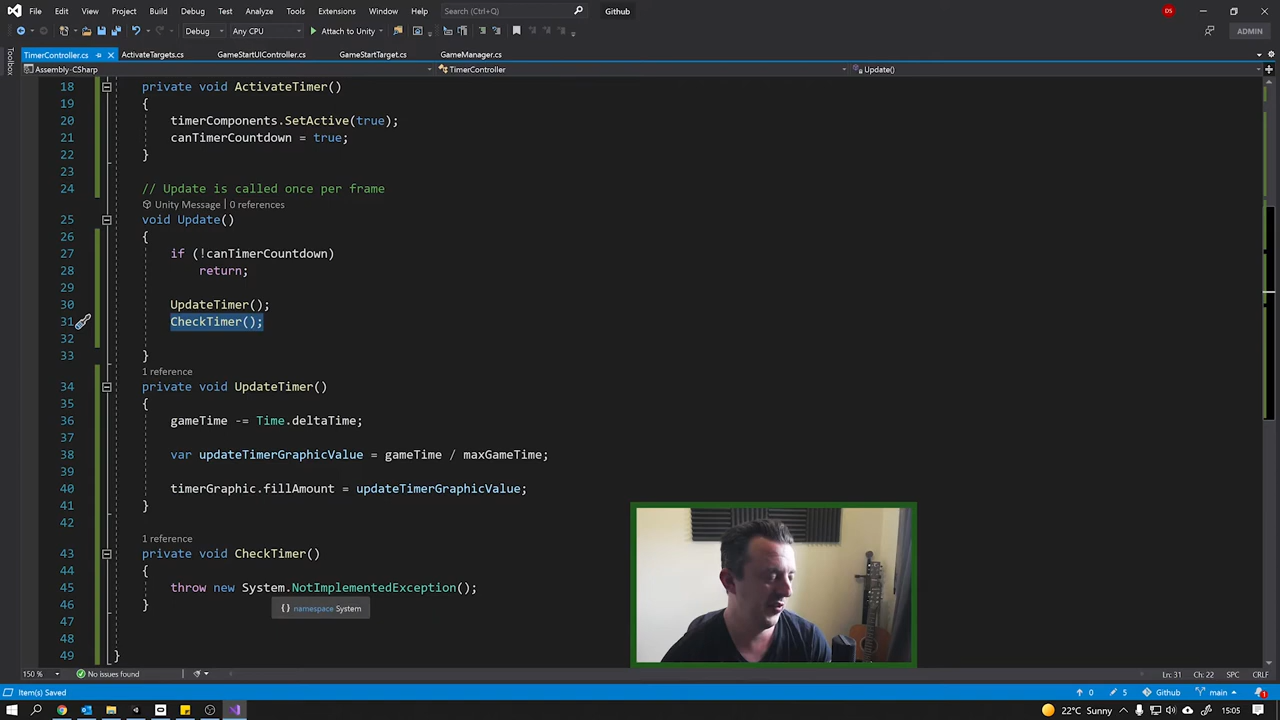 File Edit View Git Project Build Debug Test Analyze Tools Extensions Window Help Search (Ctrl+Q) Github DS
Debug Any CPU Attach to Unity ADMIN
TimerController.cs ActivateTargets.cs GameStartUIController.cs GameStartTarget.cs GameManager.cs
Toolbox
Assembly-CSharp TimerController Update()
18 private void ActivateTimer()
19 {
20 timerComponents.SetActive(true);
21 canTimerCountdown = true;
22 }
23
24 // Update is called once per frame
Unity Message | 0 references
25 void Update()
26 {
27 if (!canTimerCountdown)
28 return;
29
30 UpdateTimer();
31 CheckTimer();
32
33 }
1 reference
34 private void UpdateTimer()
35 {
36 gameTime -= Time.deltaTime;
37
38 var updateTimerGraphicValue = gameTime / maxGameTime;
39
40 timerGraphic.fillAmount = updateTimerGraphicValue;
41 }
42
1 reference
43 private void CheckTimer()
44 {
45 throw new System.NotImplementedException();
46 }
{ } namespace System
47
48
49 }
150 % No issues found Ln: 31 Ch: 22 SPC CRLF
Item(s) Saved 0 5 Github main 1
22°C Sunny 15:05